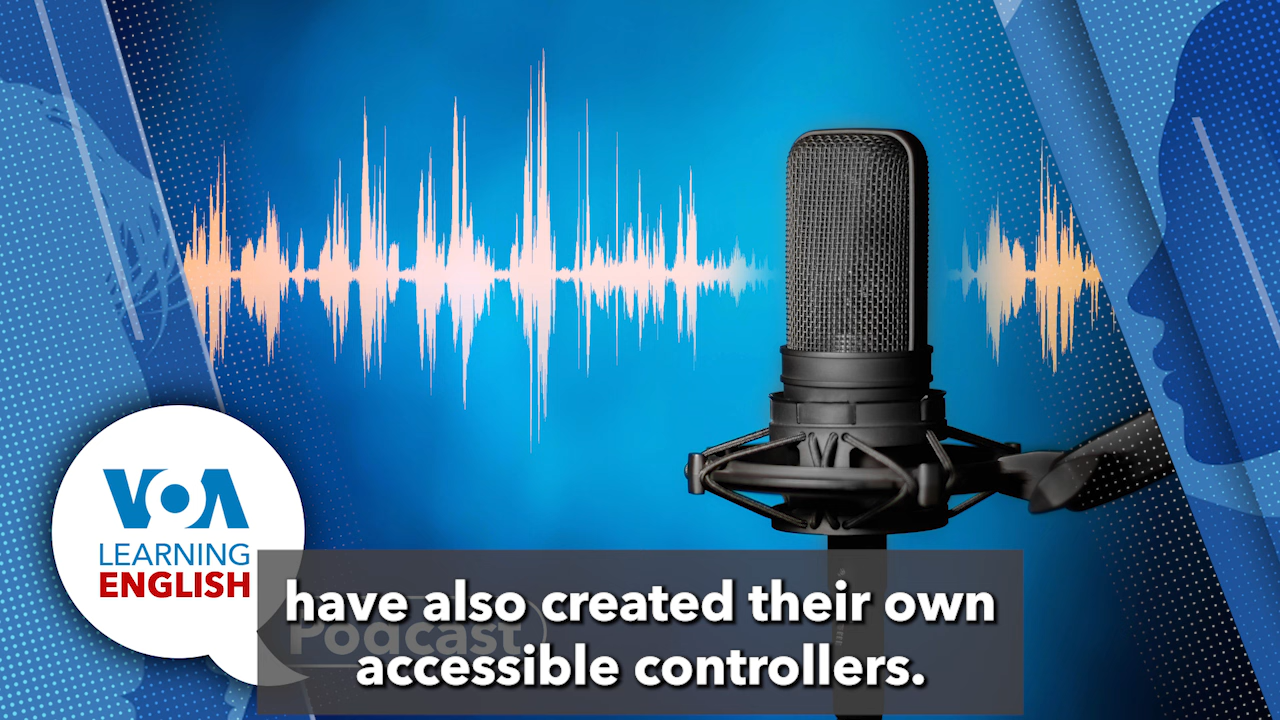 VOA
LEARNING
ENGLISH
Podcast
have also created their own
accessible controllers.